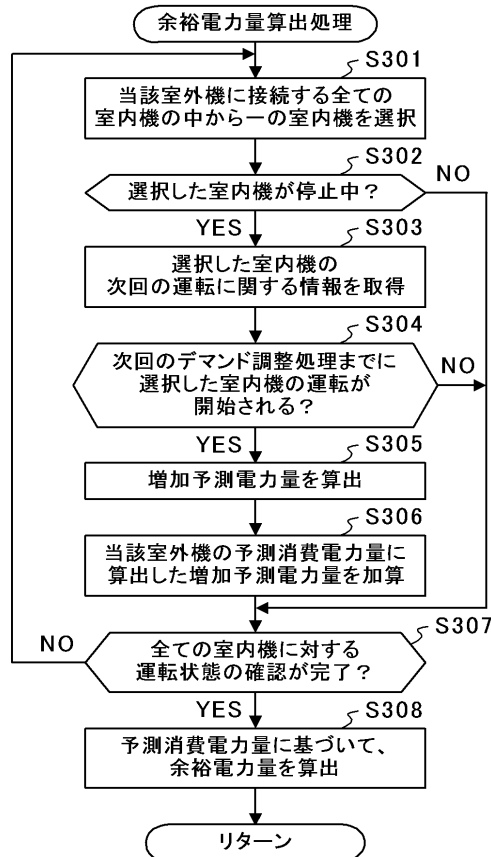 余裕電力量算出処理
S301
当該室外機に接続する全ての
室内機の中から一の室内機を選択
S302
選択した室内機が停止中？
NO
YES
S303
選択した室内機の
次回の運転に関する情報を取得
S304
次回のデマンド調整処理までに
選択した室内機の運転が
開始される？
NO
YES
S305
増加予測電力量を算出
S306
当該室外機の予測消費電力量に
算出した増加予測電力量を加算
S307
全ての室内機に対する
運転状態の確認が完了？
NO
YES
S308
予測消費電力量に基づいて、
余裕電力量を算出
リターン